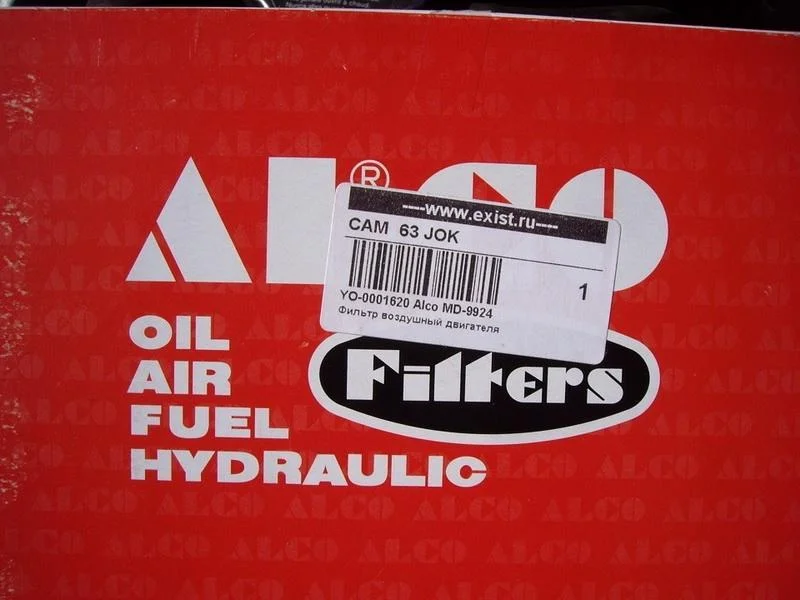 ALCO
®
----www.exist.ru----
CAM 63 JOK
1
YO-0001620 Alco MD-9924
Фильтр воздушный двигателя
OIL
AIR
FUEL
HYDRAULIC
Filters